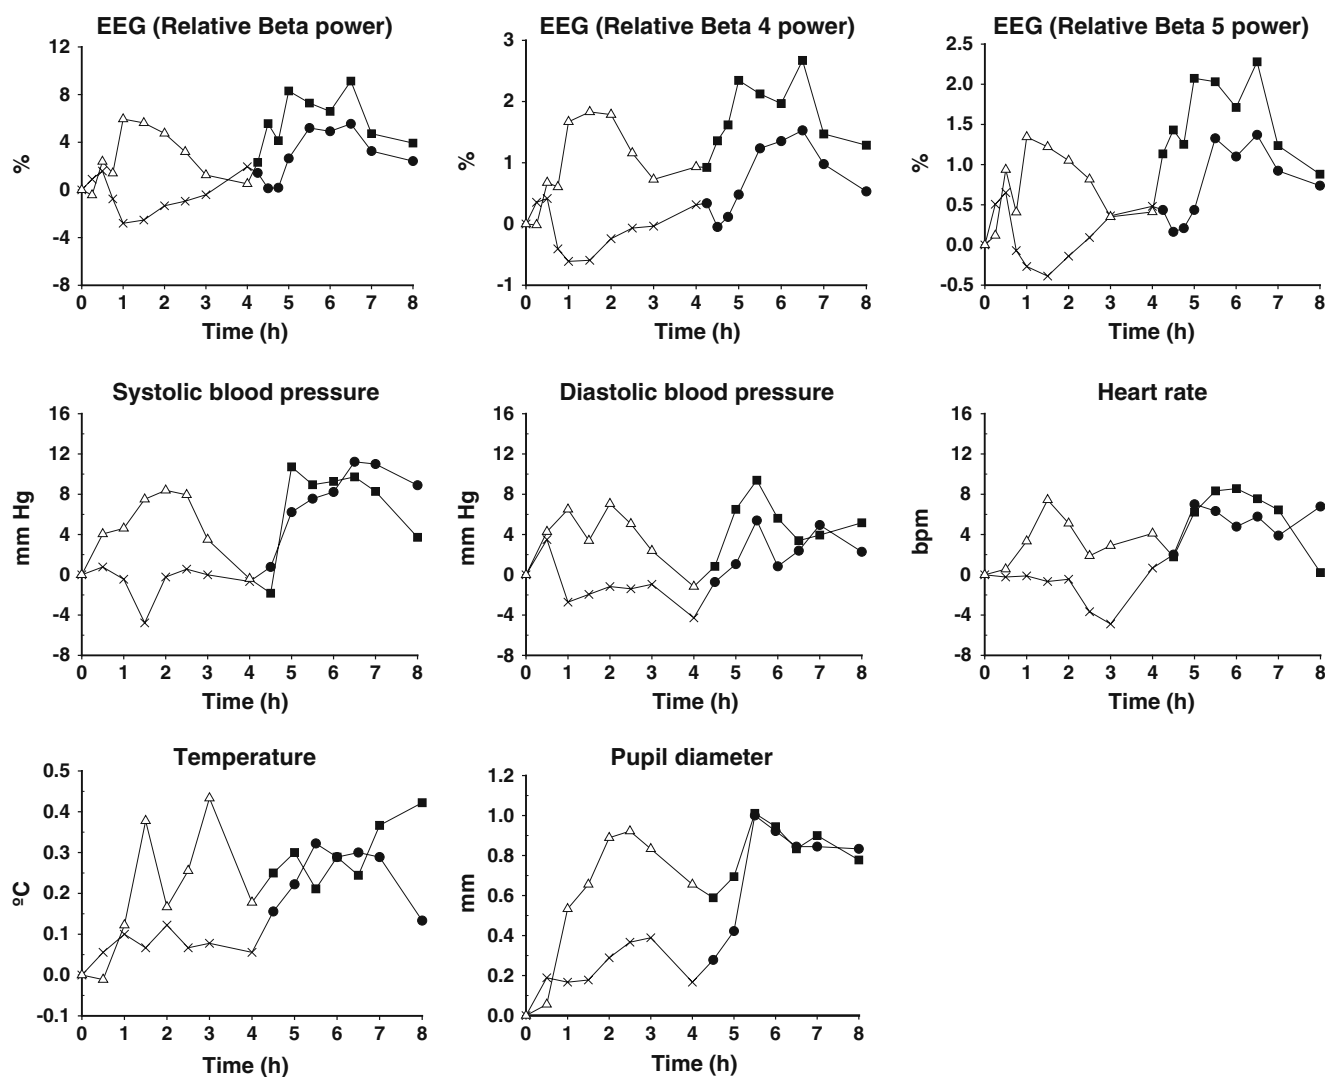 EEG (Relative Beta power)
12
8
4
0
-4
-8
%
0 1 2 3 4 5 6 7 8
Time (h)
EEG (Relative Beta 4 power)
3
2
1
0
-1
%
0 1 2 3 4 5 6 7 8
Time (h)
EEG (Relative Beta 5 power)
2.5
2.0
1.5
1.0
0.5
0.0
-0.5
%
0 1 2 3 4 5 6 7 8
Time (h)
Systolic blood pressure
16
12
8
4
0
-4
-8
mm Hg
0 1 2 3 4 5 6 7 8
Time (h)
Diastolic blood pressure
16
12
8
4
0
-4
-8
mm Hg
0 1 2 3 4 5 6 7 8
Time (h)
Heart rate
16
12
8
4
0
-4
-8
bpm
0 1 2 3 4 5 6 7 8
Time (h)
Temperature
0.5
0.4
0.3
0.2
0.1
0.0
-0.1
ºC
0 1 2 3 4 5 6 7 8
Time (h)
Pupil diameter
1.2
1.0
0.8
0.6
0.4
0.2
0.0
mm
0 1 2 3 4 5 6 7 8
Time (h)